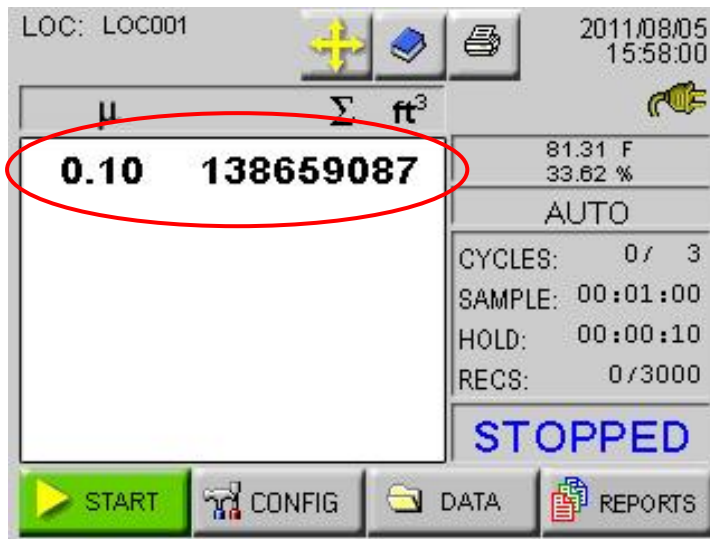 LOC: LOC001
2011/08/05
15:58:00
μ Σ ft³
0.10 138659087
81.31 F
33.62 %
AUTO
CYCLES: 0/ 3
SAMPLE: 00:01:00
HOLD: 00:00:10
RECS: 0/3000
STOPPED
START CONFIG DATA REPORTS